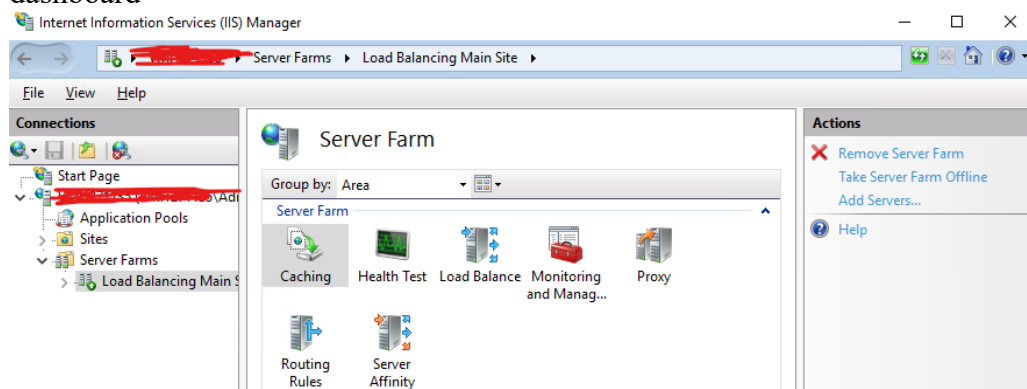 dashboard
Internet Information Services (IIS) Manager
Server Farms Load Balancing Main Site
File View Help
Connections
Start Page
\Adi
Application Pools
Sites
Server Farms
Load Balancing Main S
Server Farm
Group by: Area
Server Farm
Caching
Health Test
Load Balance
Monitoring
and Manag...
Proxy
Routing
Rules
Server
Affinity
Actions
Remove Server Farm
Take Server Farm Offline
Add Servers...
Help